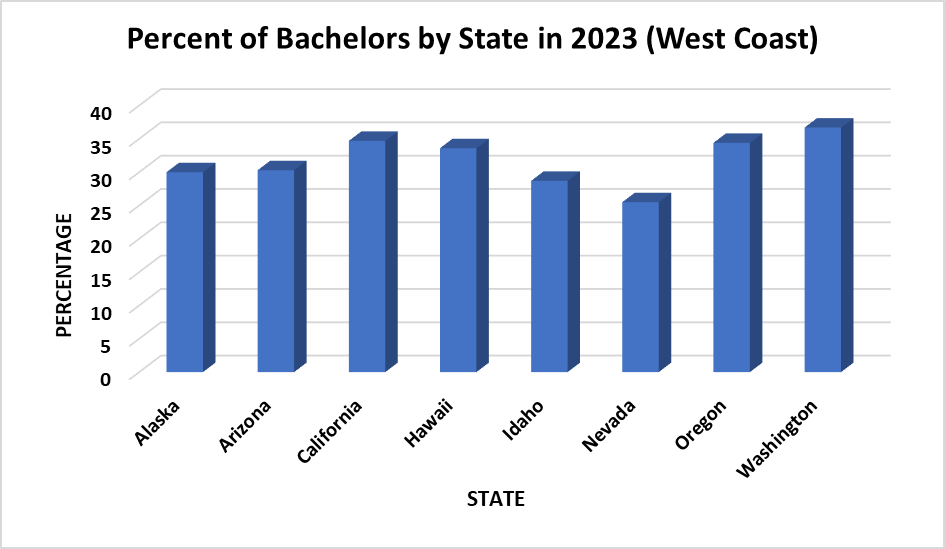 Percent of Bachelors by State in 2023 (West Coast)
40
35
30
25
20
15
10
5
0
PERCENTAGE
Alaska
Arizona
California
Hawaii
Idaho
Nevada
Oregon
Washington
STATE